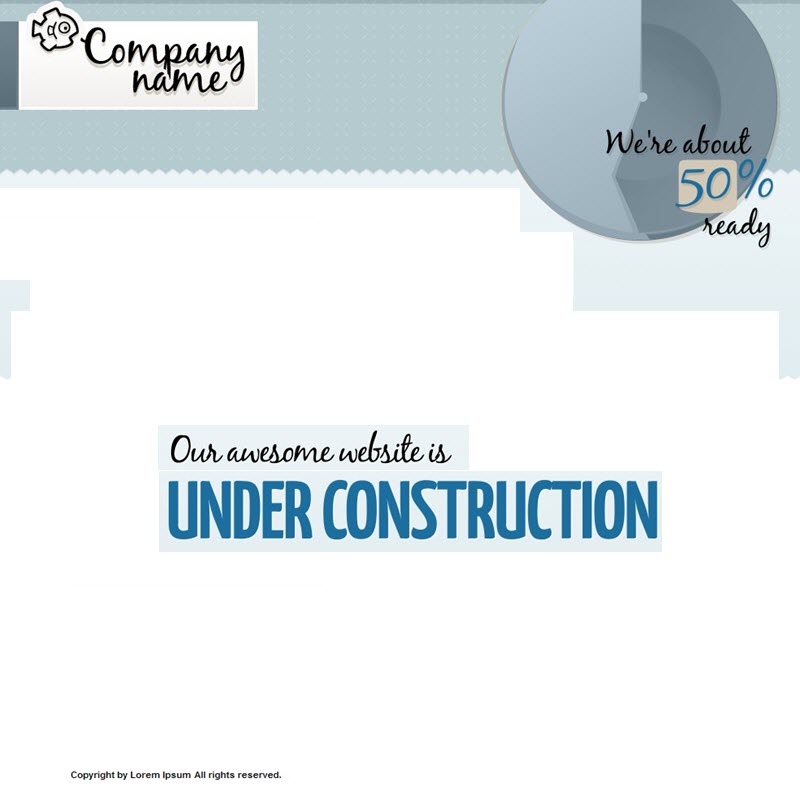 Company
name
We're about
50%
ready
Our awesome website is
UNDER CONSTRUCTION
Copyright by Lorem Ipsum All rights reserved.